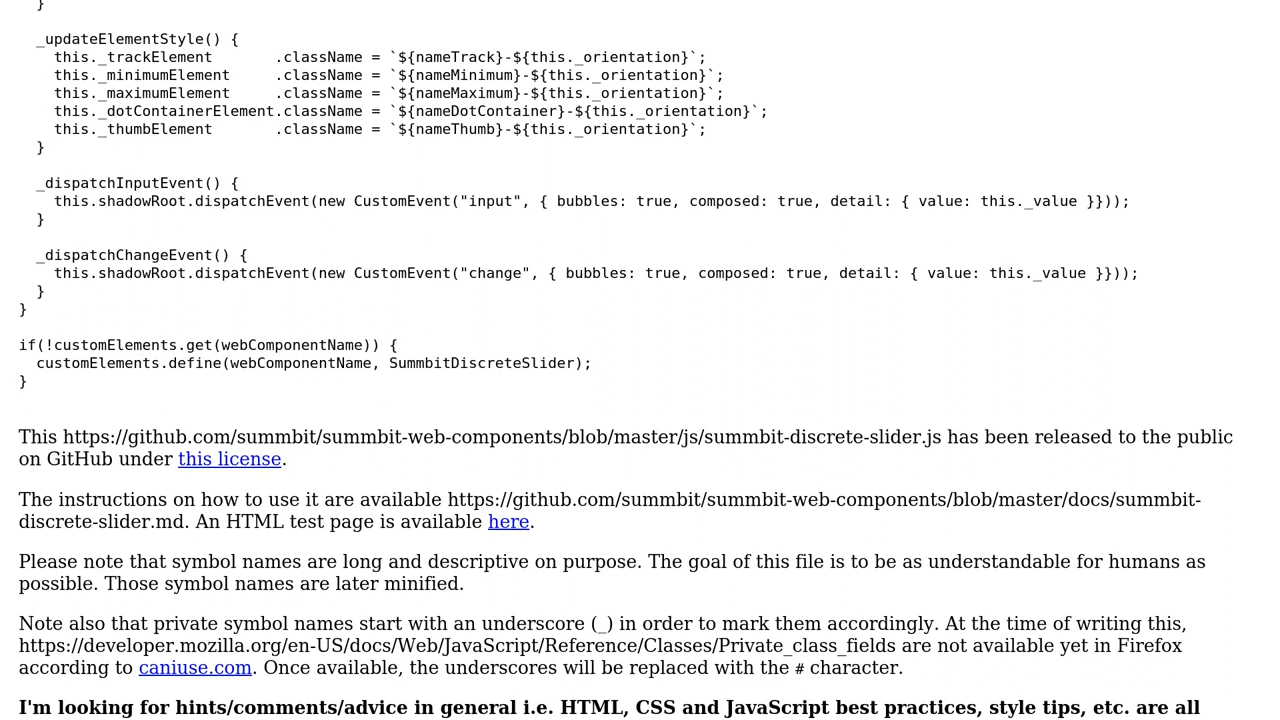 }
_updateElementStyle() {
this._trackElement       .className = `${nameTrack}-${this._orientation}`;
this._minimumElement     .className = `${nameMinimum}-${this._orientation}`;
this._maximumElement     .className = `${nameMaximum}-${this._orientation}`;
this._dotContainerElement.className = `${nameDotContainer}-${this._orientation}`;
this._thumbElement       .className = `${nameThumb}-${this._orientation}`;
}
_dispatchInputEvent() {
this.shadowRoot.dispatchEvent(new CustomEvent("input", { bubbles: true, composed: true, detail: { value: this._value }}));
}
_dispatchChangeEvent() {
this.shadowRoot.dispatchEvent(new CustomEvent("change", { bubbles: true, composed: true, detail: { value: this._value }}));
}
}
if(!customElements.get(webComponentName)) {
customElements.define(webComponentName, SummbitDiscreteSlider);
}
This https://github.com/summbit/summbit-web-components/blob/master/js/summbit-discrete-slider.js has been released to the public
on GitHub under this license.
The instructions on how to use it are available https://github.com/summbit/summbit-web-components/blob/master/docs/summbit-
discrete-slider.md. An HTML test page is available here.
Please note that symbol names are long and descriptive on purpose. The goal of this file is to be as understandable for humans as
possible. Those symbol names are later minified.
Note also that private symbol names start with an underscore (_) in order to mark them accordingly. At the time of writing this,
https://developer.mozilla.org/en-US/docs/Web/JavaScript/Reference/Classes/Private_class_fields are not available yet in Firefox
according to caniuse.com. Once available, the underscores will be replaced with the # character.
I'm looking for hints/comments/advice in general i.e. HTML, CSS and JavaScript best practices, style tips, etc. are all